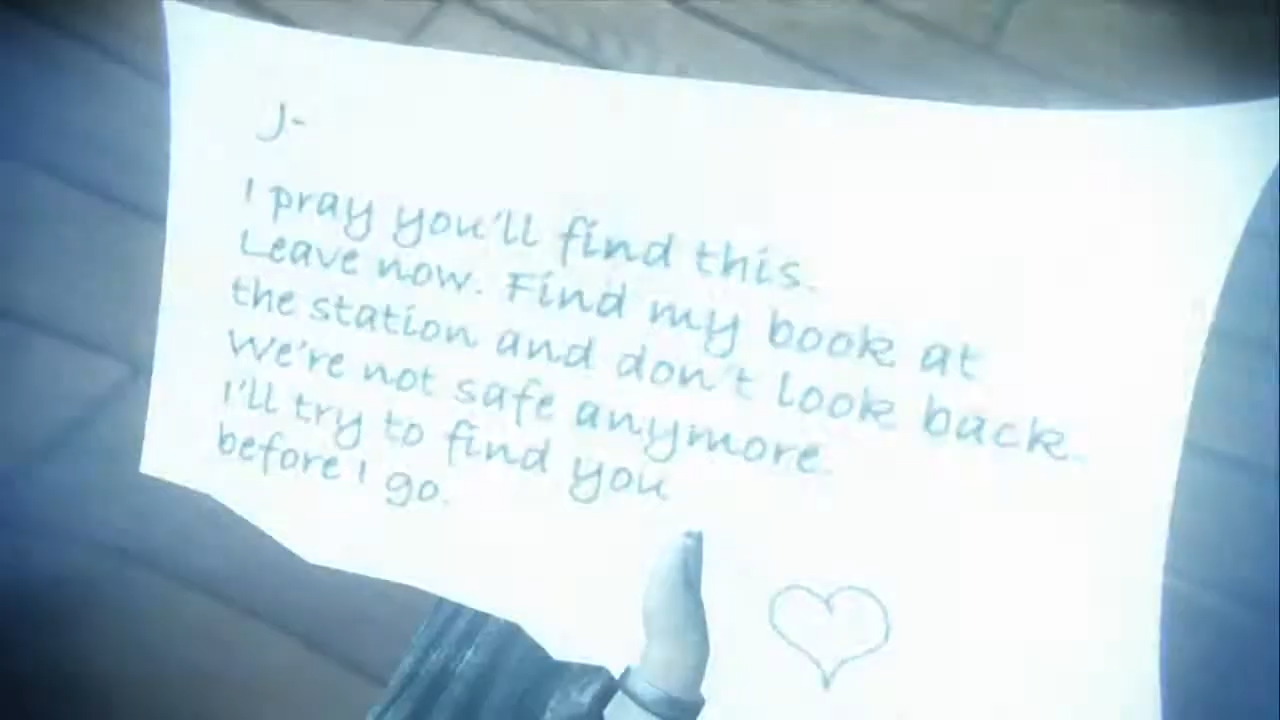 J-
I pray you'll find this.
Leave now. Find my book at
the station and don't look back.
We're not safe anymore.
I'll try to find you
before I go.